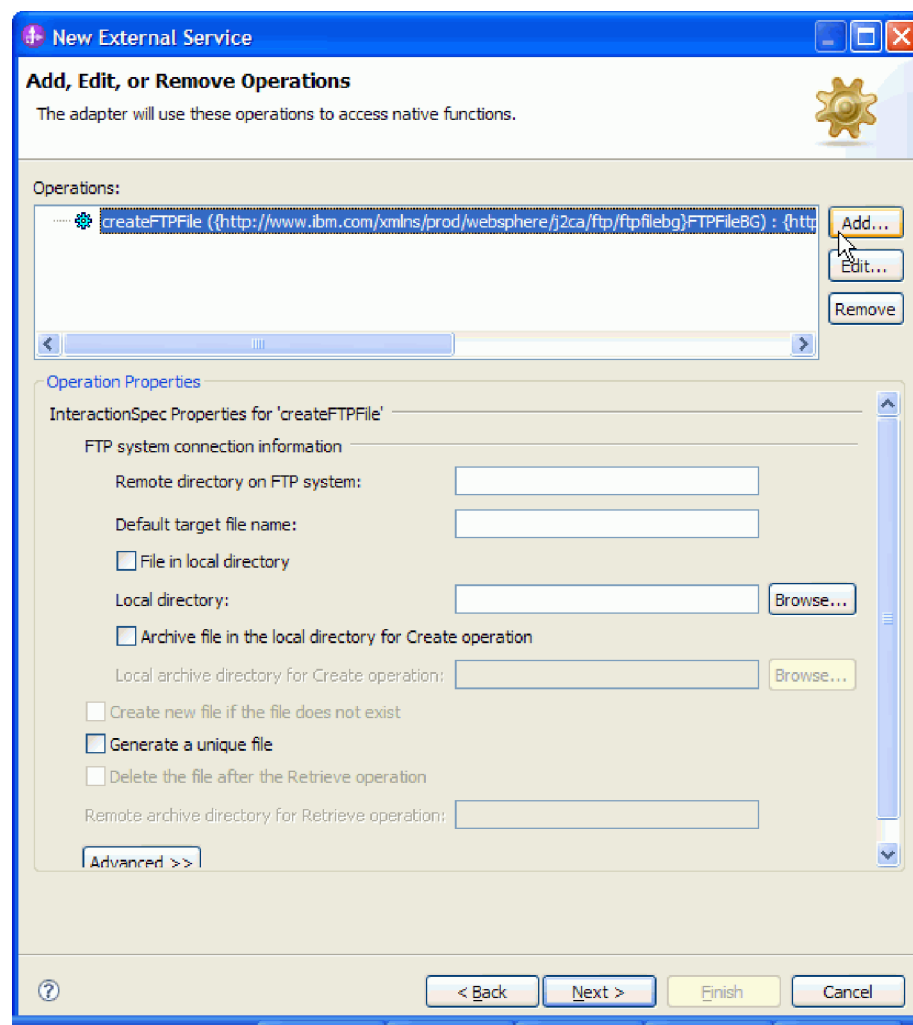 New External Service
Add, Edit, or Remove Operations
The adapter will use these operations to access native functions.
Operations:
createFTPFile ({http://www.ibm.com/xmlns/prod/websphere/j2ca/ftp/ftpfilebg}FTPFileBG) : {http
Add...
Edit...
Remove
Operation Properties
InteractionSpec Properties for 'createFTPFile'
FTP system connection information
Remote directory on FTP system:
Default target file name:
File in local directory
Local directory:
Browse...
Archive file in the local directory for Create operation
Local archive directory for Create operation:
Browse...
Create new file if the file does not exist
Generate a unique file
Delete the file after the Retrieve operation
Remote archive directory for Retrieve operation:
Advanced >>
?
< Back
Next >
Finish
Cancel